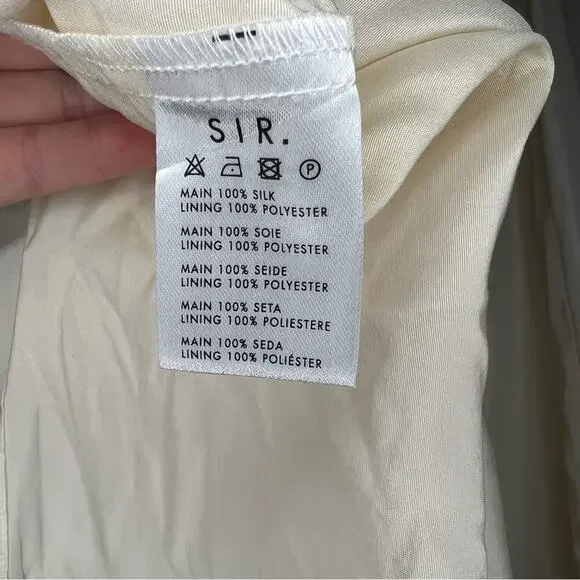 SIR.
P
MAIN 100% SILK
LINING 100% POLYESTER
MAIN 100% SOIE
LINING 100% POLYESTER
MAIN 100% SEIDE
LINING 100% POLYESTER
MAIN 100% SETA
LINING 100% POLIESTERE
MAIN 100% SEDA
LINING 100% POLIÉSTER